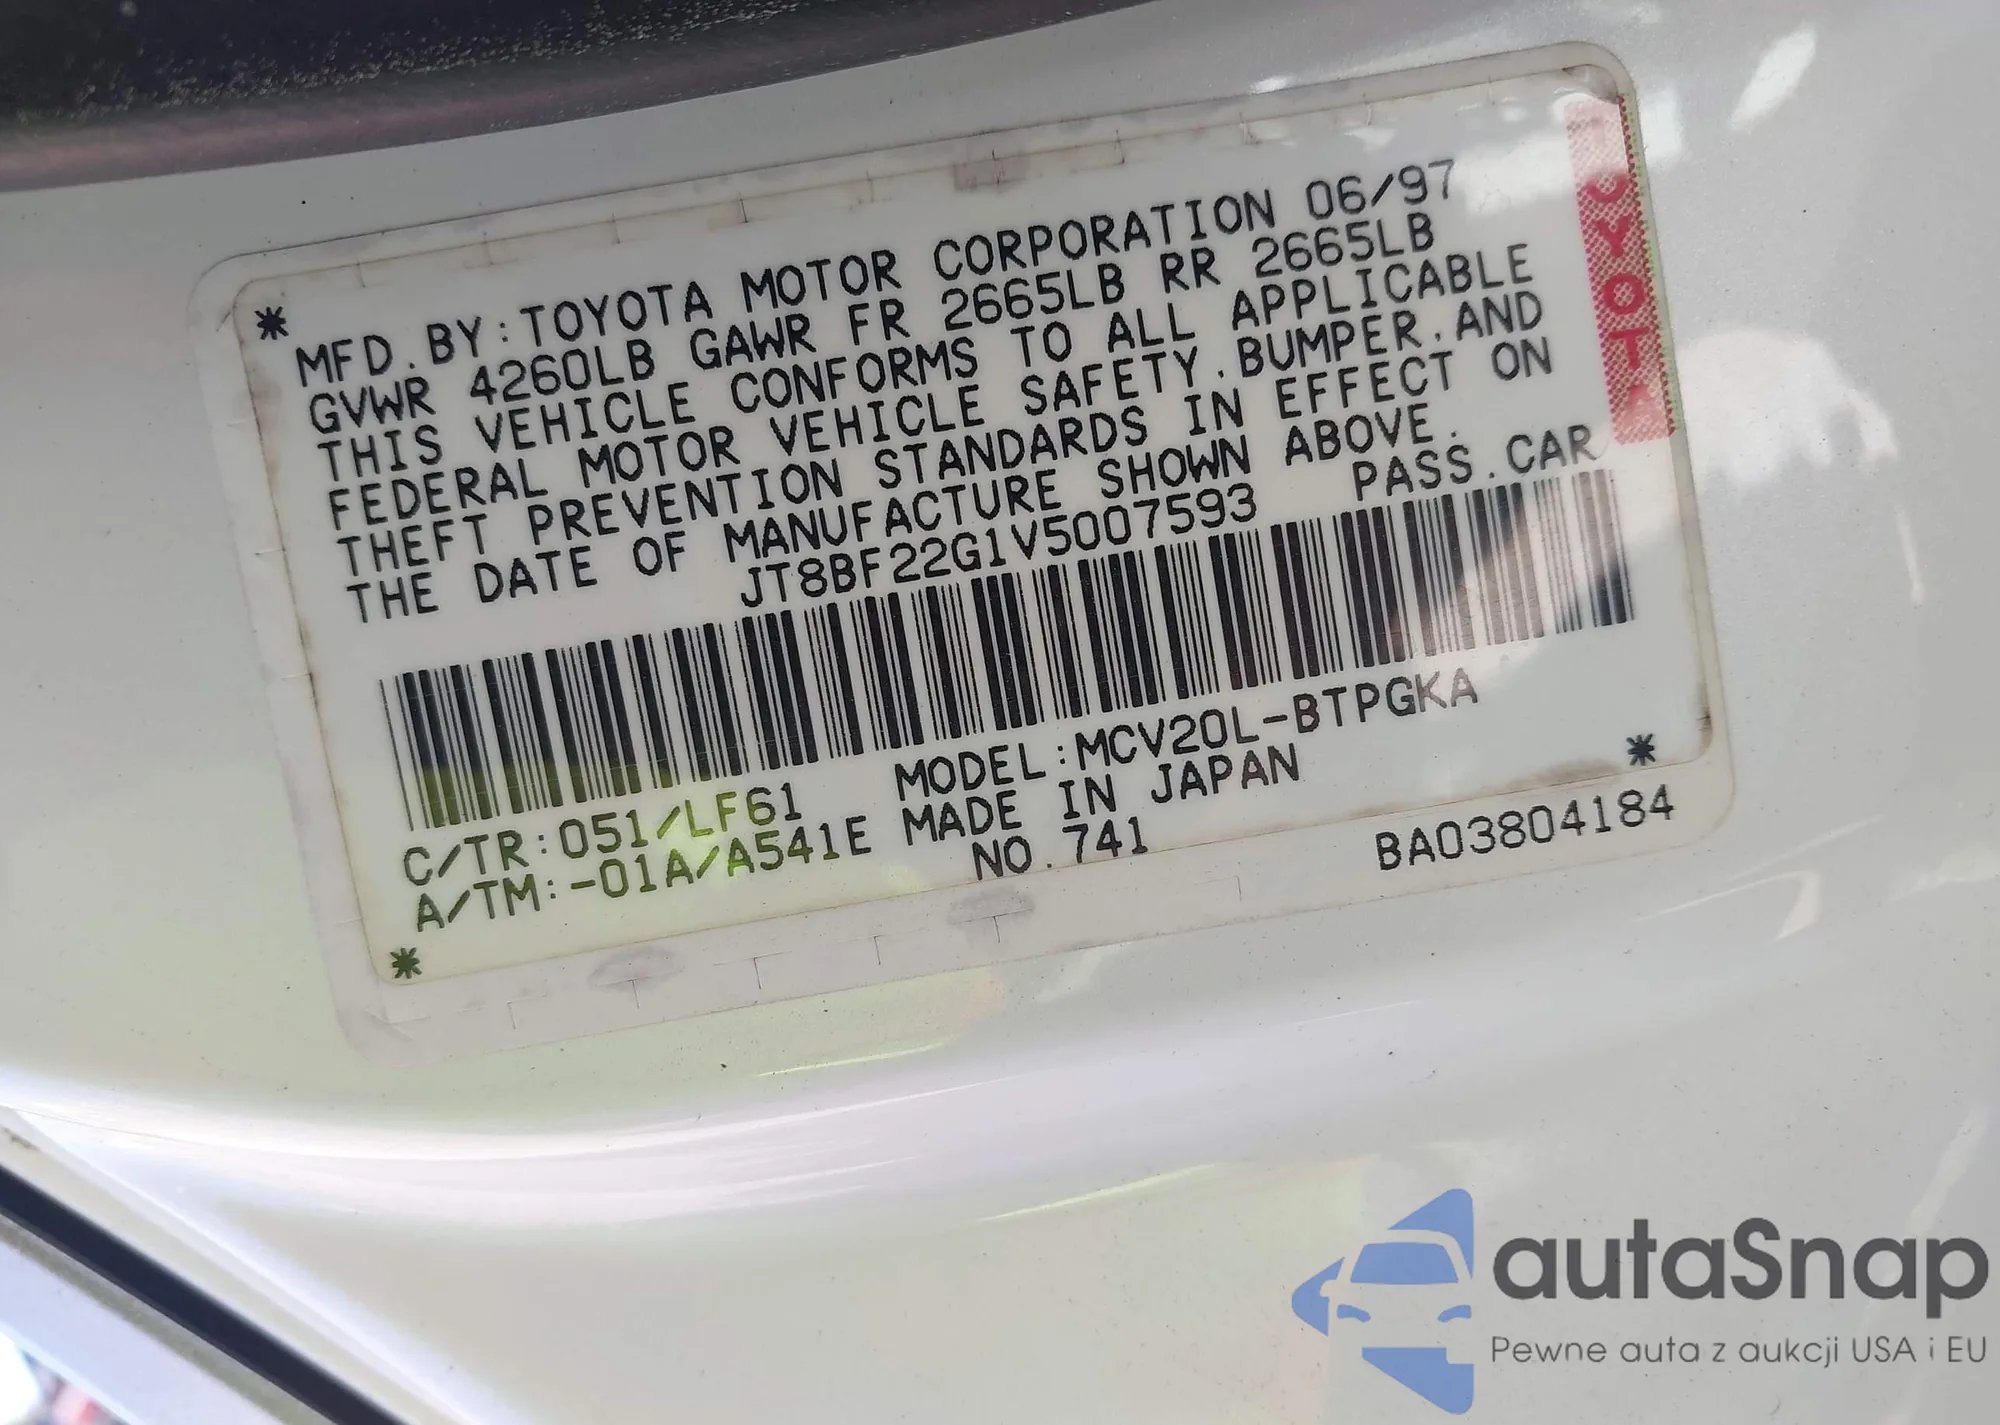 MFD.BY:TOYOTA MOTOR CORPORATION 06/97
GVWR 4260LB GAWR FR 2665LB RR 2665LB
THIS VEHICLE CONFORMS TO ALL APPLICABLE
FEDERAL MOTOR VEHICLE SAFETY.BUMPER.AND
THEFT PREVENTION STANDARDS IN EFFECT ON
THE DATE OF MANUFACTURE SHOWN ABOVE.
JT8BF22G1V5007593 PASS.CAR
MODEL:MCV20L-BTPGKA
C/TR:051/LF61 MADE IN JAPAN
A/TM:-01A/A541E NO.741
BA03804184
TOYOTA
autaSnap
Pewne auta z aukcji USA i EU